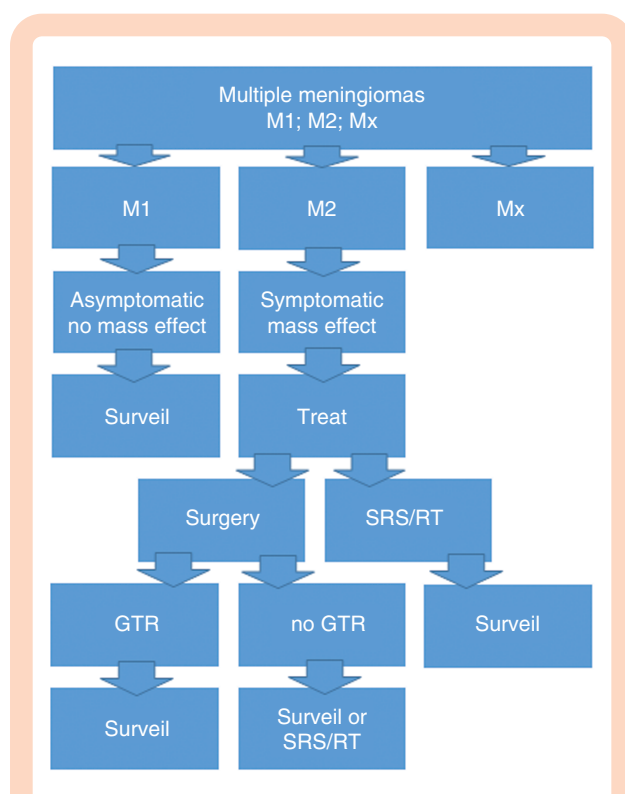 Multiple meningiomas
M1; M2; Mx
M1
M2
Mx
Asymptomatic
no mass effect
Symptomatic
mass effect
Surveil
Treat
Surgery
SRS/RT
GTR
no GTR
Surveil
Surveil
Surveil or
SRS/RT